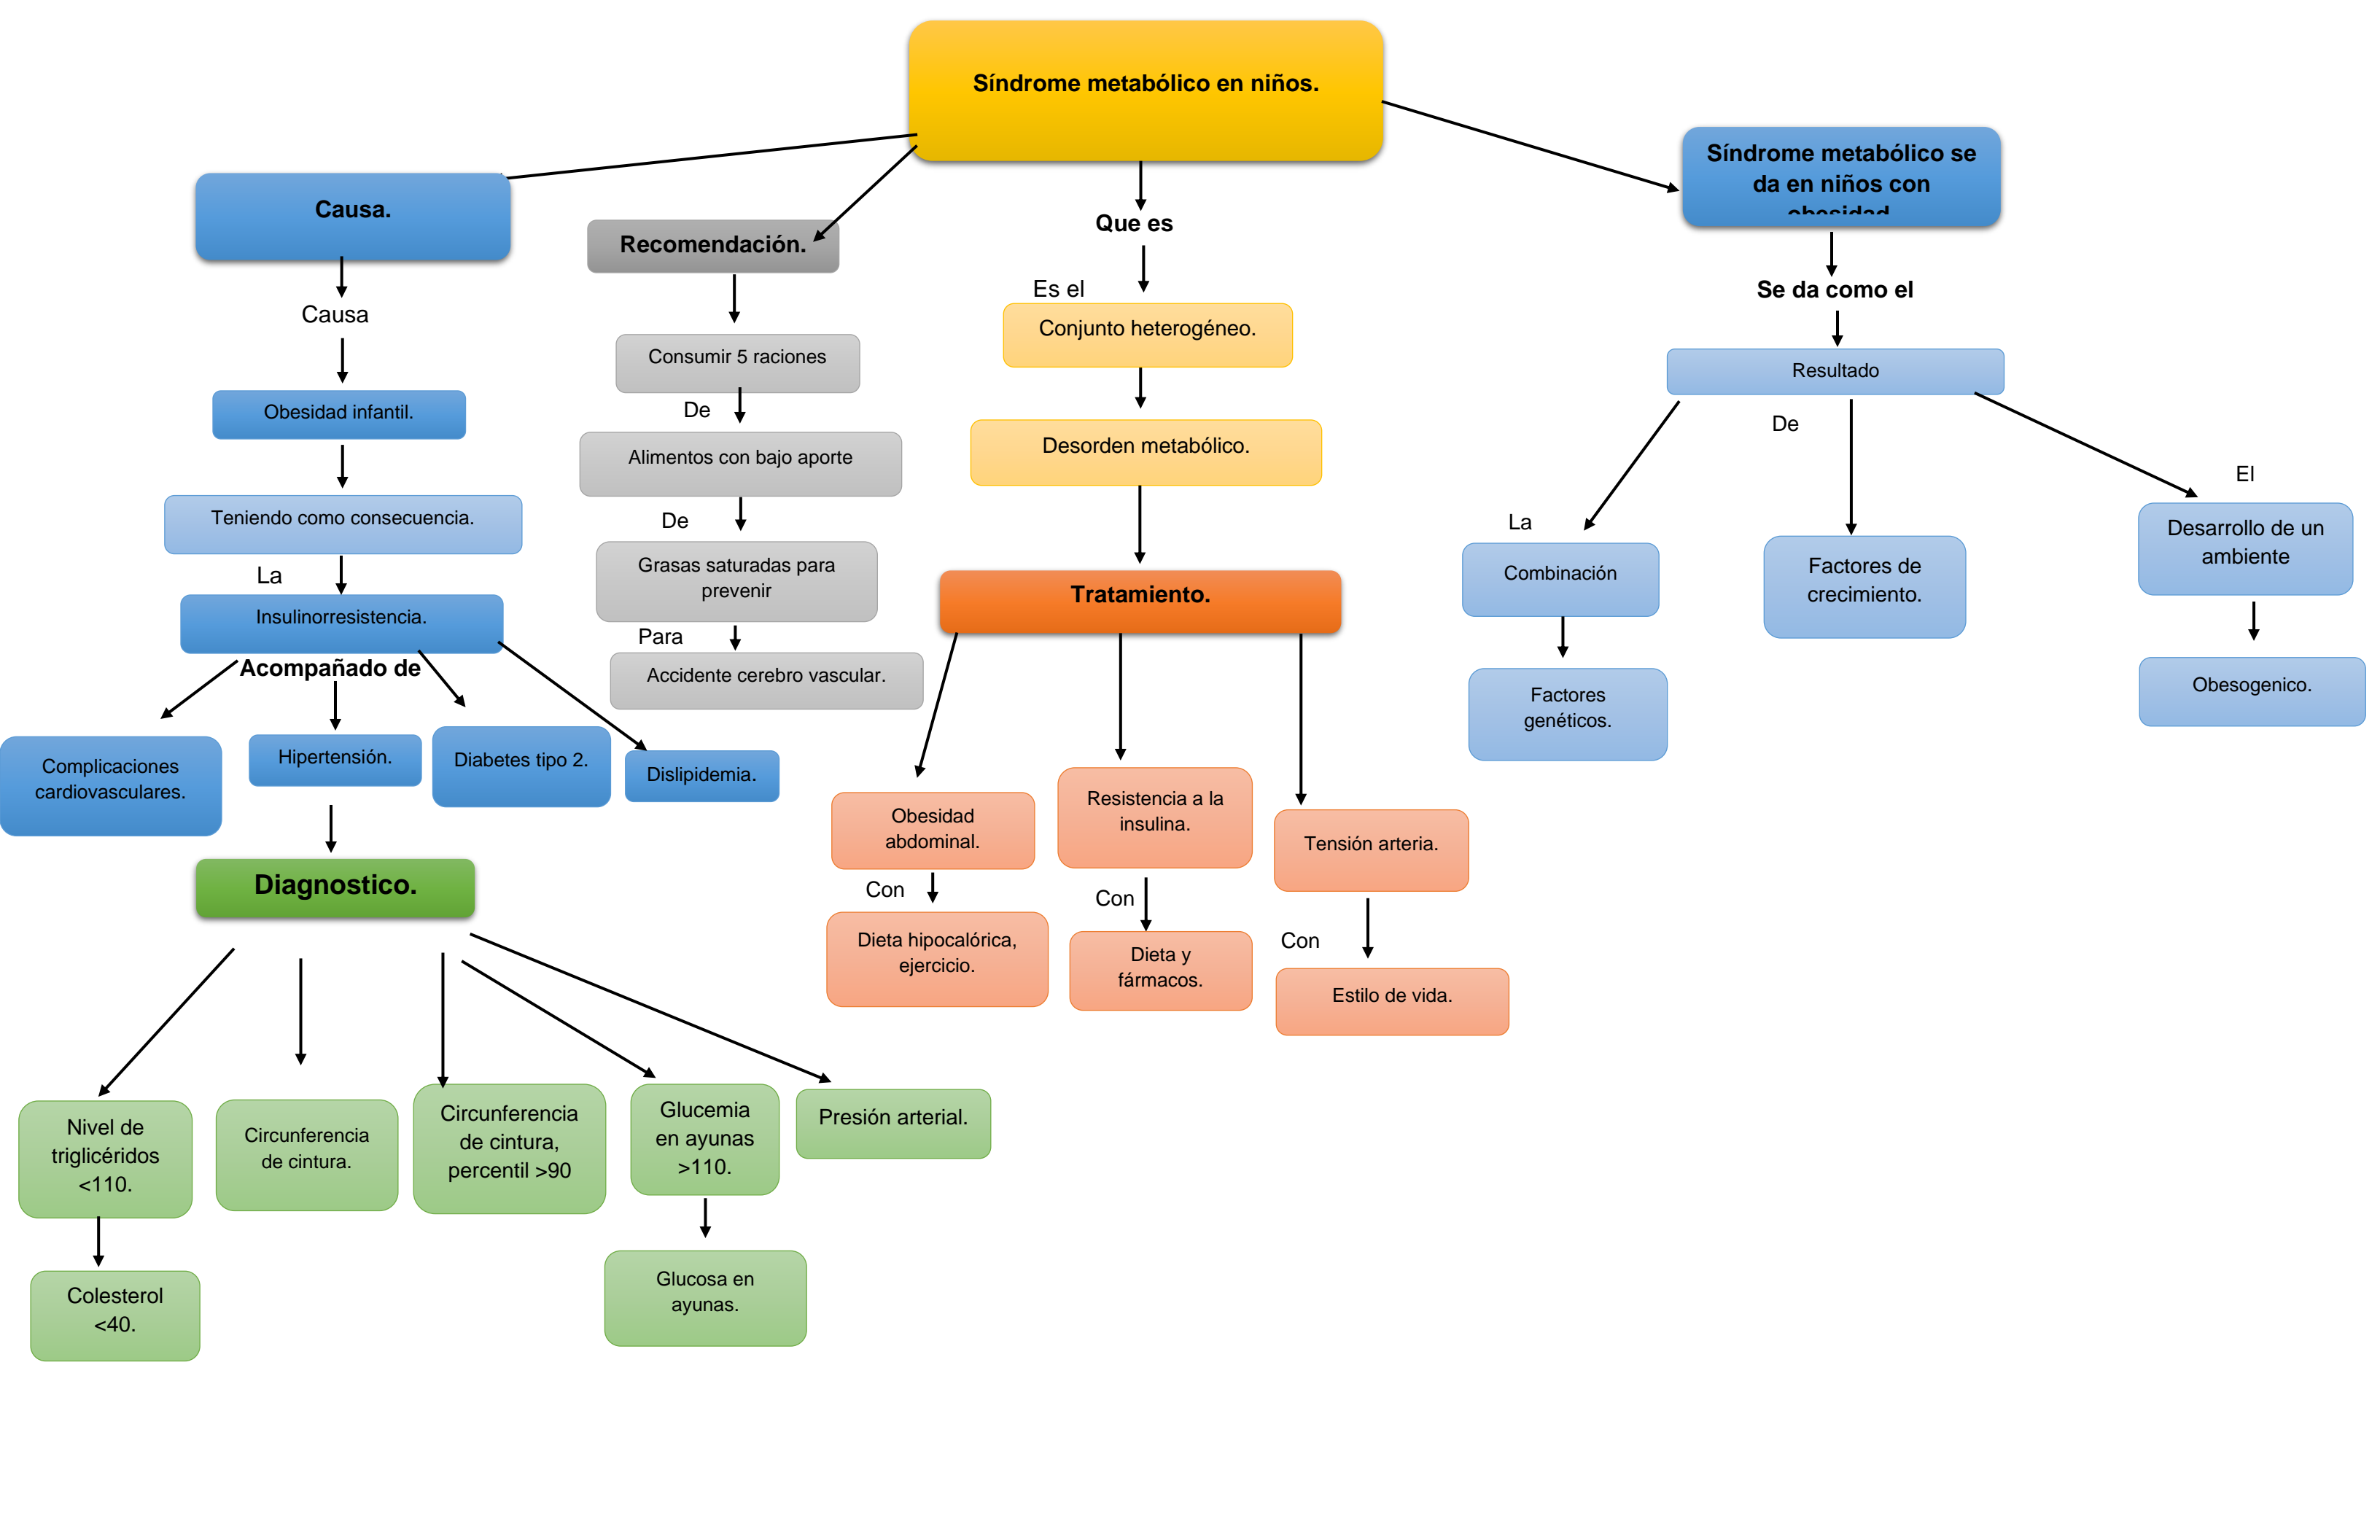 Síndrome metabólico en niños.
Causa.
Causa
Obesidad infantil.
Teniendo como consecuencia.
La
Insulinorresistencia.
Acompañado de
Complicaciones
cardiovasculares.
Hipertensión.
Diabetes tipo 2.
Dislipidemia.
Diagnostico.
Nivel de
triglicéridos
<110.
Colesterol
<40.
Circunferencia
de cintura.
Circunferencia
de cintura,
percentil >90
Glucemia
en ayunas
>110.
Glucosa en
ayunas.
Presión arterial.
Recomendación.
Consumir 5 raciones
De
Alimentos con bajo aporte
De
Grasas saturadas para
prevenir
Para
Accidente cerebro vascular.
Que es
Es el
Conjunto heterogéneo.
Desorden metabólico.
Tratamiento.
Obesidad
abdominal.
Con
Dieta hipocalórica,
ejercicio.
Resistencia a la
insulina.
Con
Dieta y
fármacos.
Tensión arteria.
Con
Estilo de vida.
Síndrome metabólico se
da en niños con
obesidad
Se da como el
Resultado
De
La
Combinación
Factores
genéticos.
Factores de
crecimiento.
El
Desarrollo de un
ambiente
Obesogenico.